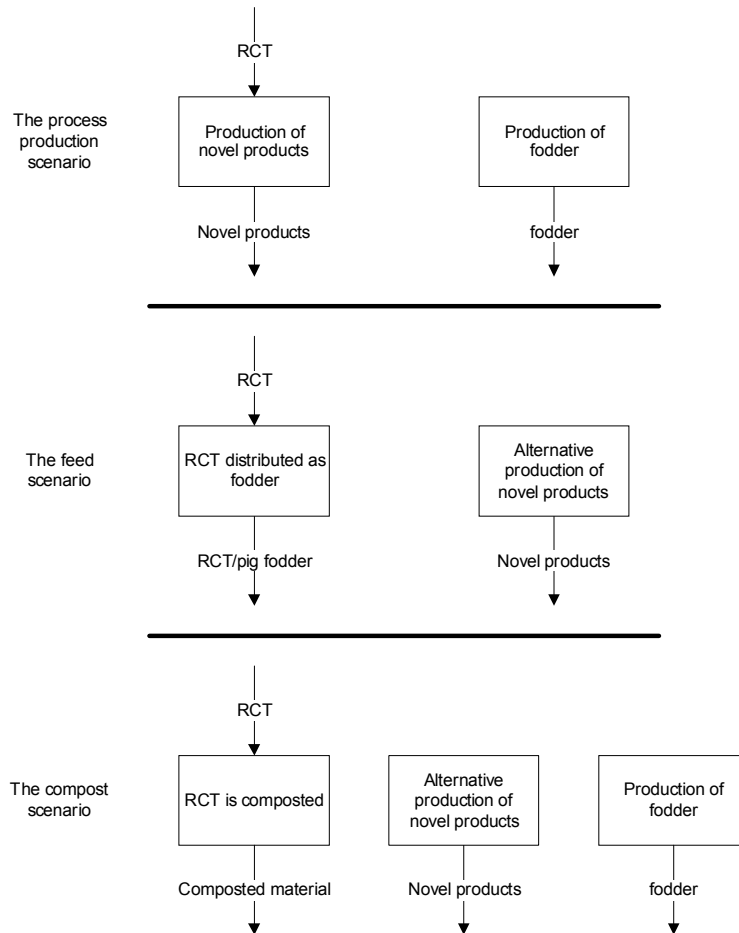 RCT
The process
production
scenario
Production of
novel products
Production of
fodder
Novel products
fodder
RCT
The feed
scenario
RCT distributed as
fodder
Alternative
production of
novel products
RCT/pig fodder
Novel products
RCT
The compost
scenario
RCT is composted
Alternative
production of
novel products
Production of
fodder
Composted material
Novel products
fodder